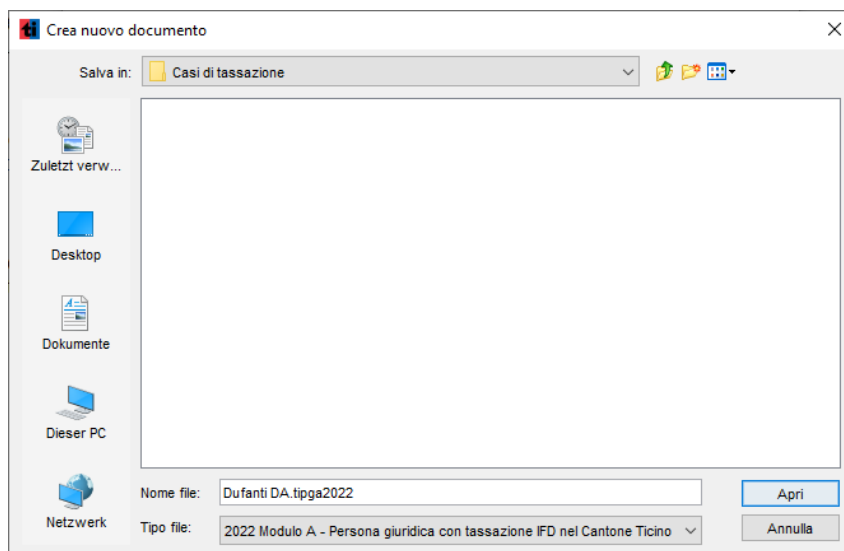 ti Crea nuovo documento
Salva in: Casi di tassazione
Zuletzt verw...
Desktop
Dokumente
Dieser PC
Netzwerk
Nome file: Dufanti DA.tipga2022 Apri
Tipo file: 2022 Modulo A - Persona giuridica con tassazione IFD nel Cantone Ticino Annulla